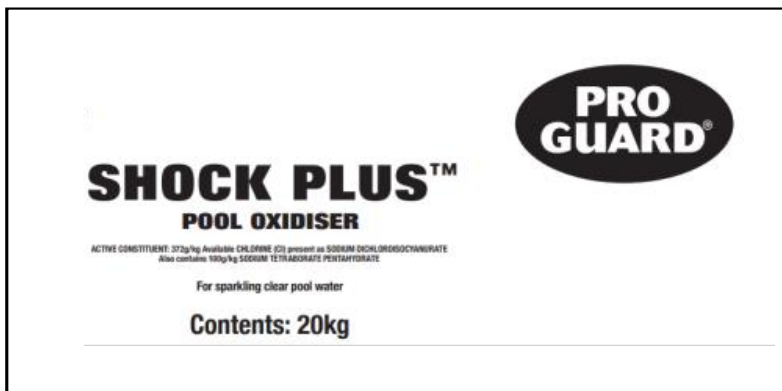 PRO
GUARD®
SHOCK PLUS™
POOL OXIDISER
ACTIVE CONSTITUENT: 372g/kg Available CHLORINE (Cl) present as SODIUM DICHLOROISOCYANURATE
Also contains 100g/kg SODIUM TETRABORATE PENTAHYDRATE
For sparkling clear pool water
Contents: 20kg